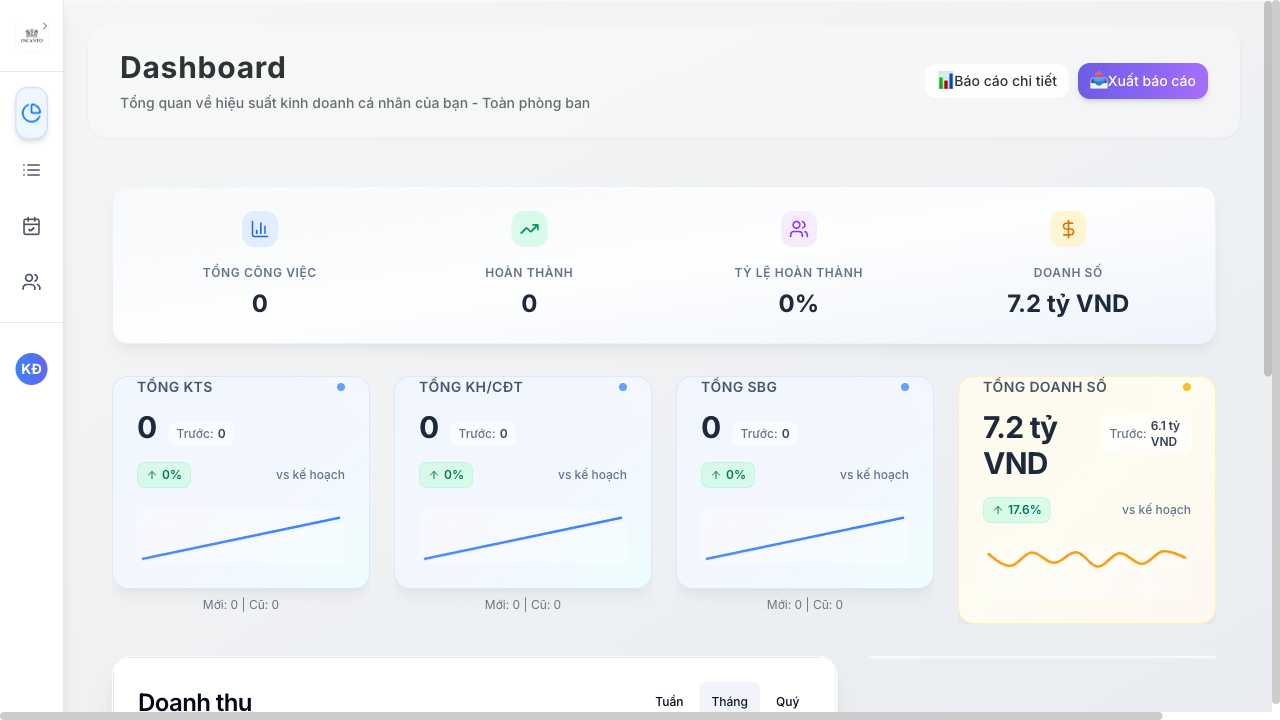 INCANTO
Dashboard
Tổng quan về hiệu suất kinh doanh cá nhân của bạn - Toàn phòng ban
Báo cáo chi tiết
Xuất báo cáo
TỔNG CÔNG VIỆC
0
HOÀN THÀNH
0
TỶ LỆ HOÀN THÀNH
0%
DOANH SỐ
7.2 tỷ VND
KĐ
TỔNG KTS
0 Trước: 0
↑ 0% vs kế hoạch
Mới: 0 | Cũ: 0
TỔNG KH/CĐT
0 Trước: 0
↑ 0% vs kế hoạch
Mới: 0 | Cũ: 0
TỔNG SBG
0 Trước: 0
↑ 0% vs kế hoạch
Mới: 0 | Cũ: 0
TỔNG DOANH SỐ
7.2 tỷ
VND
Trước: 6.1 tỷ
VND
↑ 17.6% vs kế hoạch
Doanh thu
Tuần Tháng Quý